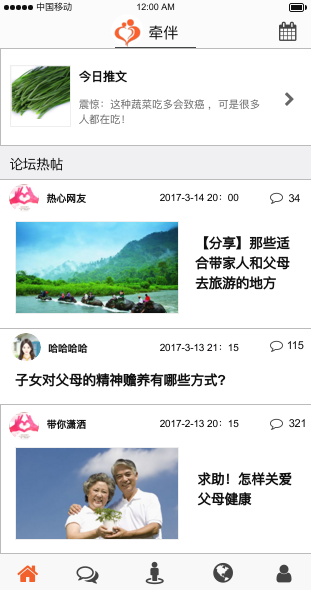 中国移动
11:00 AM
牵伴
今日推文
震惊：这种蔬菜吃多会致癌，可是很多
人都在吃！
论坛热帖
热心网友
2017-3-14 20：00
34
【分享】那些适
合带家人和父母
去旅游的地方
哈哈哈哈
2017-3-13 21：15
115
子女对父母的精神赡养有哪些方式？
带你潇洒
2017-2-13 20：15
321
求助！怎样关爱
父母健康